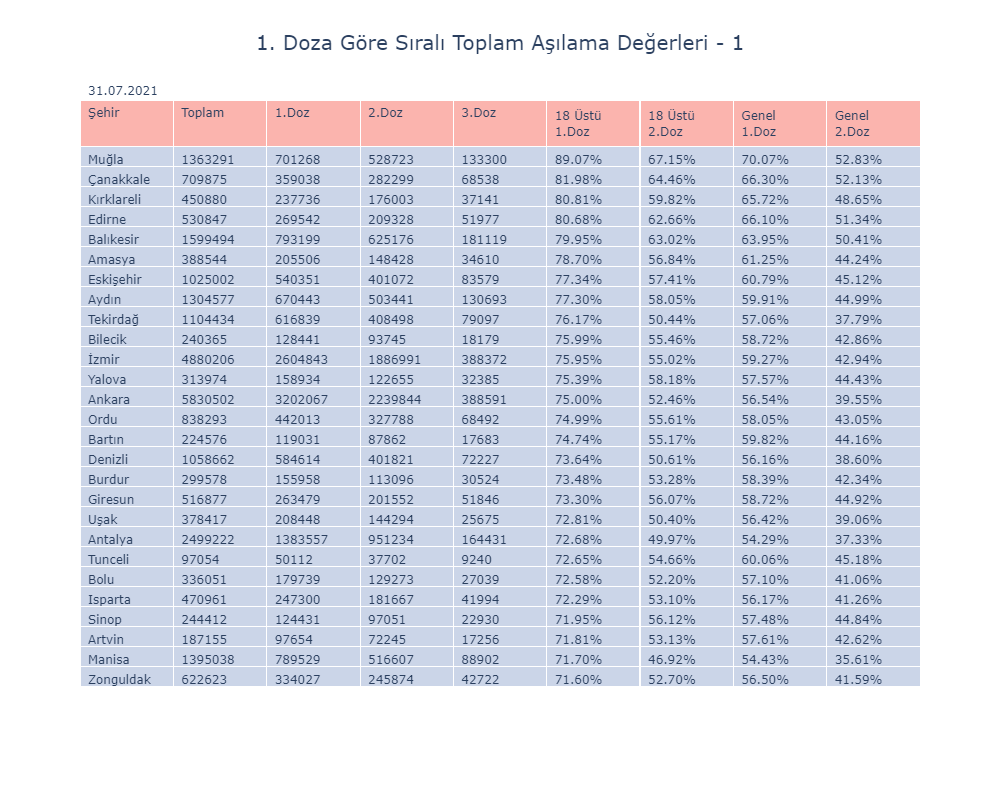 1. Doza Göre Sıralı Toplam Aşılama Değerleri - 1
31.07.2021
Şehir Toplam 1.Doz 2.Doz 3.Doz 18 Üstü 1.Doz 18 Üstü 2.Doz Genel 1.Doz Genel 2.Doz
Muğla 1363291 701268 528723 133300 89.07% 67.15% 70.07% 52.83%
Çanakkale 709875 359038 282299 68538 81.98% 64.46% 66.30% 52.13%
Kırklareli 450880 237736 176003 37141 80.81% 59.82% 65.72% 48.65%
Edirne 530847 269542 209328 51977 80.68% 62.66% 66.10% 51.34%
Balıkesir 1599494 793199 625176 181119 79.95% 63.02% 63.95% 50.41%
Amasya 388544 205506 148428 34610 78.70% 56.84% 61.25% 44.24%
Eskişehir 1025002 540351 401072 83579 77.34% 57.41% 60.79% 45.12%
Aydın 1304577 670443 503441 130693 77.30% 58.05% 59.91% 44.99%
Tekirdağ 1104434 616839 408498 79097 76.17% 50.44% 57.06% 37.79%
Bilecik 240365 128441 93745 18179 75.99% 55.46% 58.72% 42.86%
İzmir 4880206 2604843 1886991 388372 75.95% 55.02% 59.27% 42.94%
Yalova 313974 158934 122655 32385 75.39% 58.18% 57.57% 44.43%
Ankara 5830502 3202067 2239844 388591 75.00% 52.46% 56.54% 39.55%
Ordu 838293 442013 327788 68492 74.99% 55.61% 58.05% 43.05%
Bartın 224576 119031 87862 17683 74.74% 55.17% 59.82% 44.16%
Denizli 1058662 584614 401821 72227 73.64% 50.61% 56.16% 38.60%
Burdur 299578 155958 113096 30524 73.48% 53.28% 58.39% 42.34%
Giresun 516877 263479 201552 51846 73.30% 56.07% 58.72% 44.92%
Uşak 378417 208448 144294 25675 72.81% 50.40% 56.42% 39.06%
Antalya 2499222 1383557 951234 164431 72.68% 49.97% 54.29% 37.33%
Tunceli 97054 50112 37702 9240 72.65% 54.66% 60.06% 45.18%
Bolu 336051 179739 129273 27039 72.58% 52.20% 57.10% 41.06%
Isparta 470961 247300 181667 41994 72.29% 53.10% 56.17% 41.26%
Sinop 244412 124431 97051 22930 71.95% 56.12% 57.48% 44.84%
Artvin 187155 97654 72245 17256 71.81% 53.13% 57.61% 42.62%
Manisa 1395038 789529 516607 88902 71.70% 46.92% 54.43% 35.61%
Zonguldak 622623 334027 245874 42722 71.60% 52.70% 56.50% 41.59%